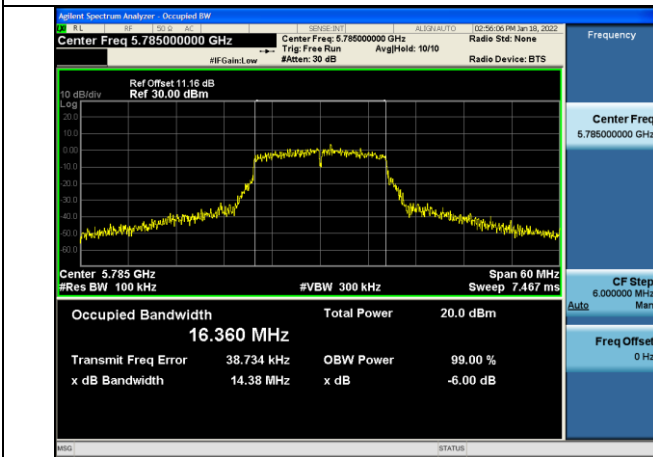 Agilent Spectrum Analyzer - Occupied BW
RL RF 50 Ω AC SENSE:INT ALIGNAUTO 02:56:06 PM Jan 18, 2022
Center Freq 5.785000000 GHz Center Freq: 5.785000000 GHz Radio Std: None
Trig: Free Run Avg|Hold: 10/10
#IFGain:Low #Atten: 30 dB Radio Device: BTS
Frequency
Ref Offset 11.16 dB
10 dB/div Ref 30.00 dBm
Log
20.0
10.0
0.00
-10.0
-20.0
-30.0
-40.0
-50.0
-60.0
Center Freq
5.785000000 GHz
Center 5.785 GHz Span 60 MHz
#Res BW 100 kHz #VBW 300 kHz Sweep 7.467 ms
CF Step
6.000000 MHz
Auto Man
Occupied Bandwidth Total Power 20.0 dBm
16.360 MHz
Transmit Freq Error 38.734 kHz OBW Power 99.00 %
x dB Bandwidth 14.38 MHz x dB -6.00 dB
Freq Offset
0 Hz
MSG STATUS